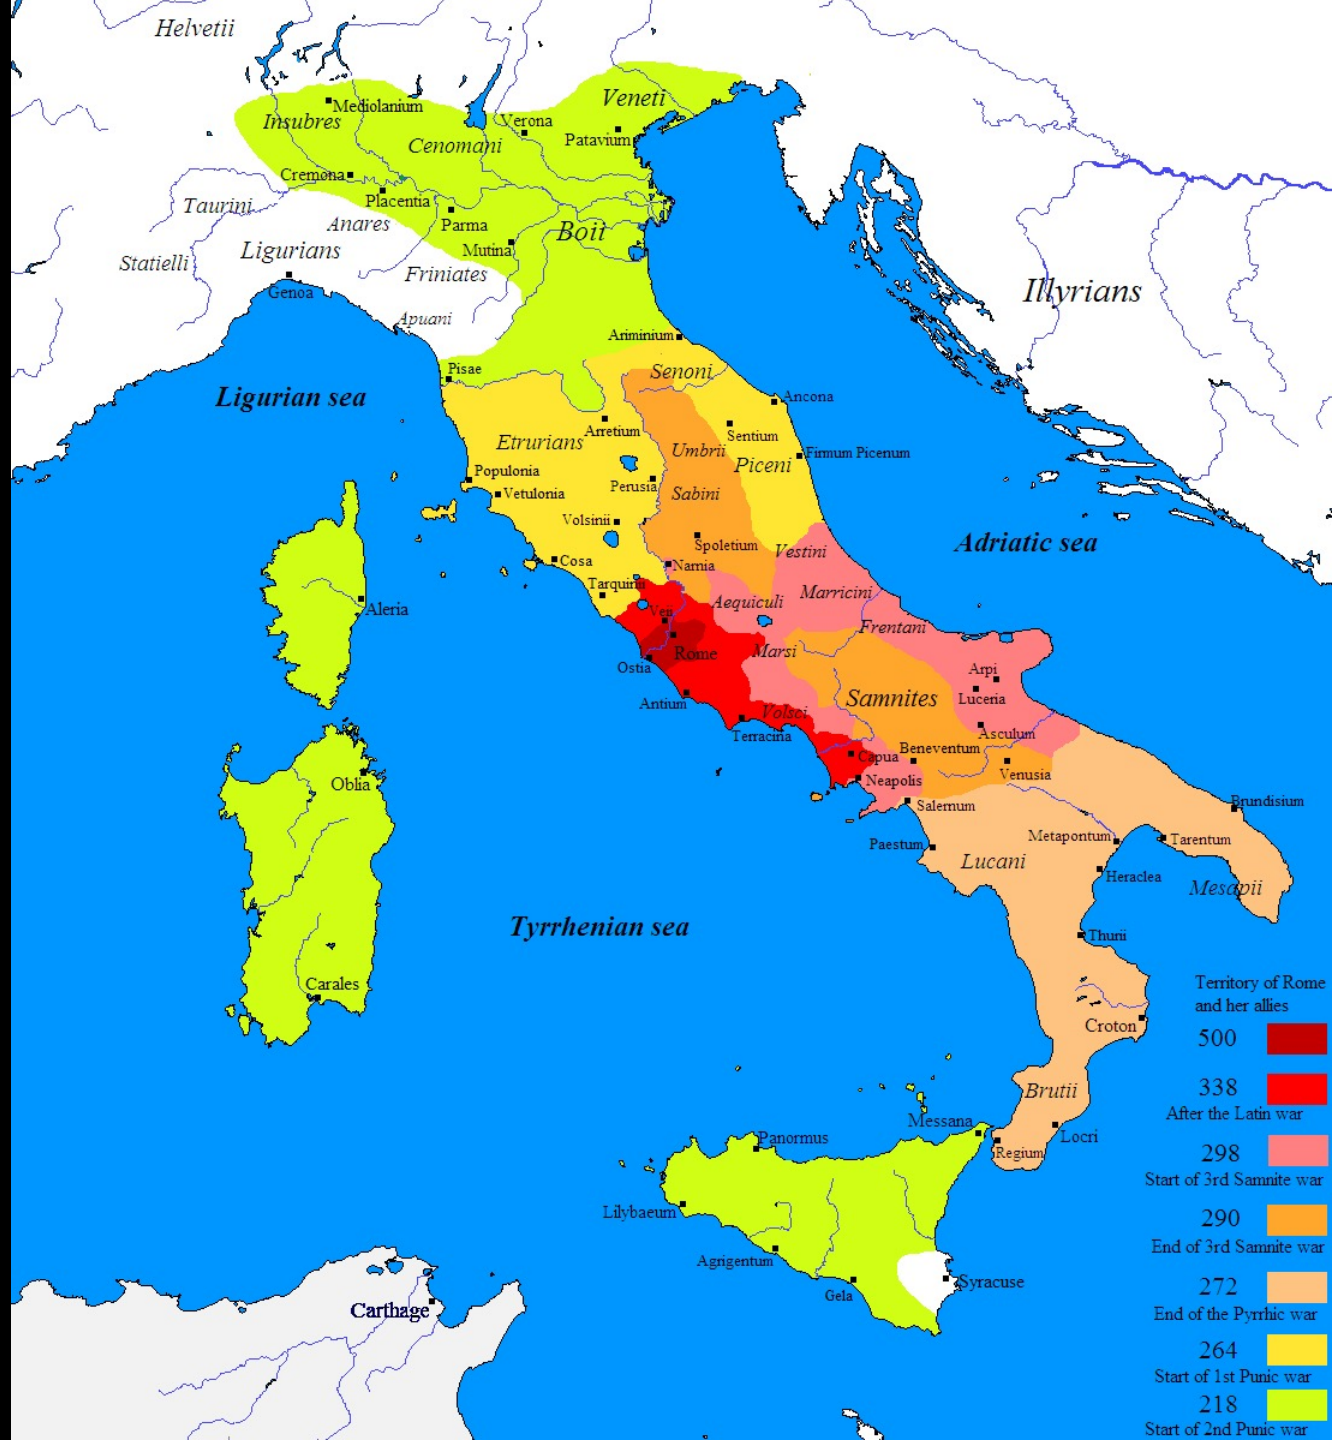 Helvetii
Mediolanium
Insubres
Veneti
Verona
Cenomani
Patavium
Cremona
Placentia
Taurini
Anares
Parma
Boii
Mutina
Ligurians
Statielli
Friniates
Genoa
Illyrians
Apuani
Ariminium
Pisae
Senoni
Ligurian sea
Ancona
Arretium
Sentium
Etrurians
Umbrii
Firmum Picenum
Piceni
Populonia
Perusia
Vetulonia
Sabini
Volsinii
Spoletium
Adriatic sea
Vestini
Cosa
Narnia
Tarquinii
Aequiculi
Marricini
Aleria
Veii
Frentani
Rome
Marsi
Ostia
Arpi
Samnites
Luceria
Antium
Volsci
Terracina
Asculum
Beneventum
Capua
Venusia
Oblia
Neapolis
Salernum
Brundisium
Metapontum
Tarentum
Paestum
Lucani
Heraclea
Mesapii
Tyrrhenian sea
Thurii
Carales
Croton
Brutii
Messana
Locri
Panormus
Regium
Lilybaeum
Agrigentum
Syracuse
Gela
Carthage
Territory of Rome
and her allies
500
338
After the Latin war
298
Start of 3rd Samnite war
290
End of 3rd Samnite war
272
End of the Pyrrhic war
264
Start of 1st Punic war
218
Start of 2nd Punic war